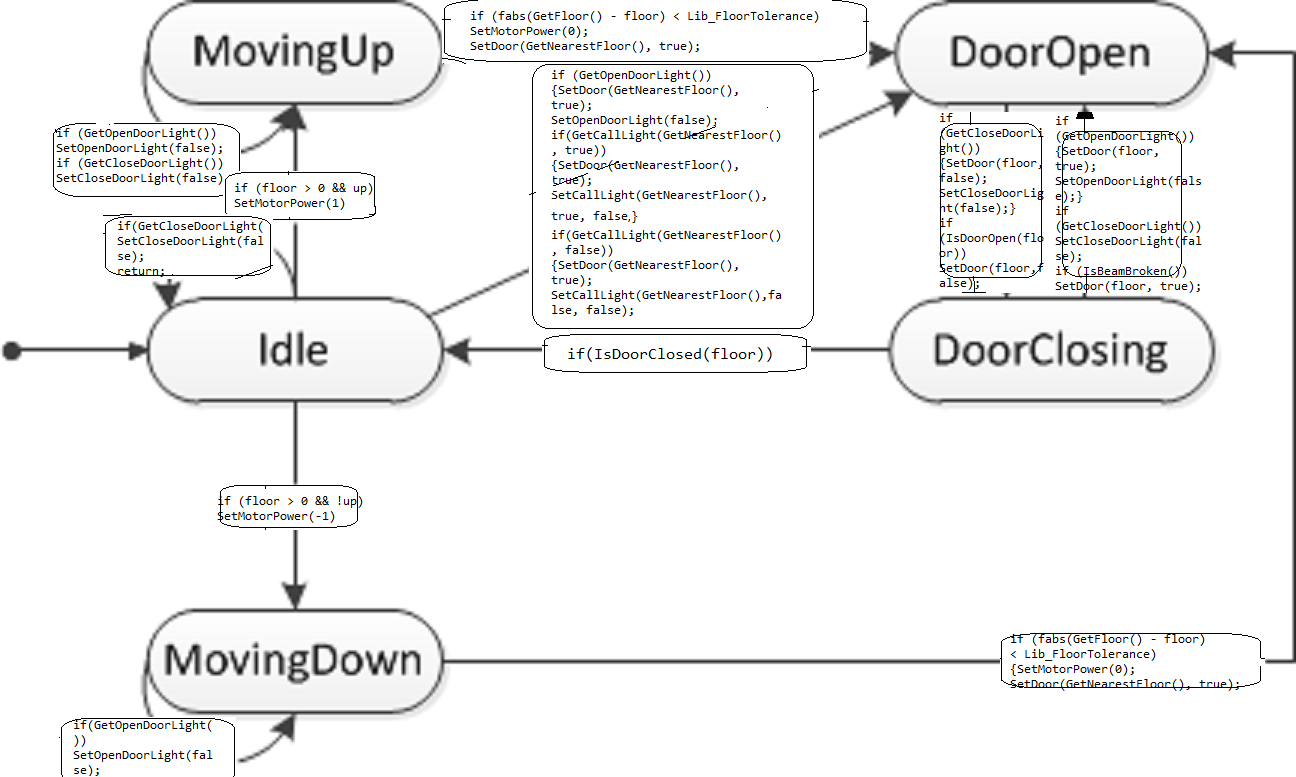 MovingUp
if (fabs(GetFloor() - floor) < Lib_FloorTolerance)
SetMotorPower(0);
SetDoor(GetNearestFloor(), true);
DoorOpen
if (GetOpenDoorLight())
SetOpenDoorLight(false);
if (GetCloseDoorLight())
SetCloseDoorLight(false)
if (floor > 0 && up)
SetMotorPower(1)
if(GetCloseDoorLight(
SetCloseDoorLight(fal
se);
return;
if (GetOpenDoorLight())
{SetDoor(GetNearestFloor(),
true);
SetOpenDoorLight(false);
if(GetCallLight(GetNearestFloor()
, true))
{SetDoor(GetNearestFloor(),
true);
SetCallLight(GetNearestFloor(),
true, false,}
if(GetCallLight(GetNearestFloor()
, false))
{SetDoor(GetNearestFloor(),
true);
SetCallLight(GetNearestFloor(),fa
lse, false);
if
(GetCloseDoorLi
ght())
{SetDoor(floor,
false);
SetCloseDoorLig
ht(false);}
if
(IsDoorOpen(flo
or))
SetDoor(floor,f
alse);
if
(GetOpenDoorLight())
{SetDoor(floor,
true);
SetOpenDoorLight(fals
e);}
if
(GetCloseDoorLight())
SetCloseDoorLight(fal
se);
if (IsBeamBroken())
SetDoor(floor, true);
Idle
if(IsDoorClosed(floor))
DoorClosing
if (floor > 0 && !up)
SetMotorPower(-1)
MovingDown
if (fabs(GetFloor() - floor)
< Lib_FloorTolerance)
{SetMotorPower(0);
SetDoor(GetNearestFloor(), true);
if(GetOpenDoorLight(
))
SetOpenDoorLight(fal
se);